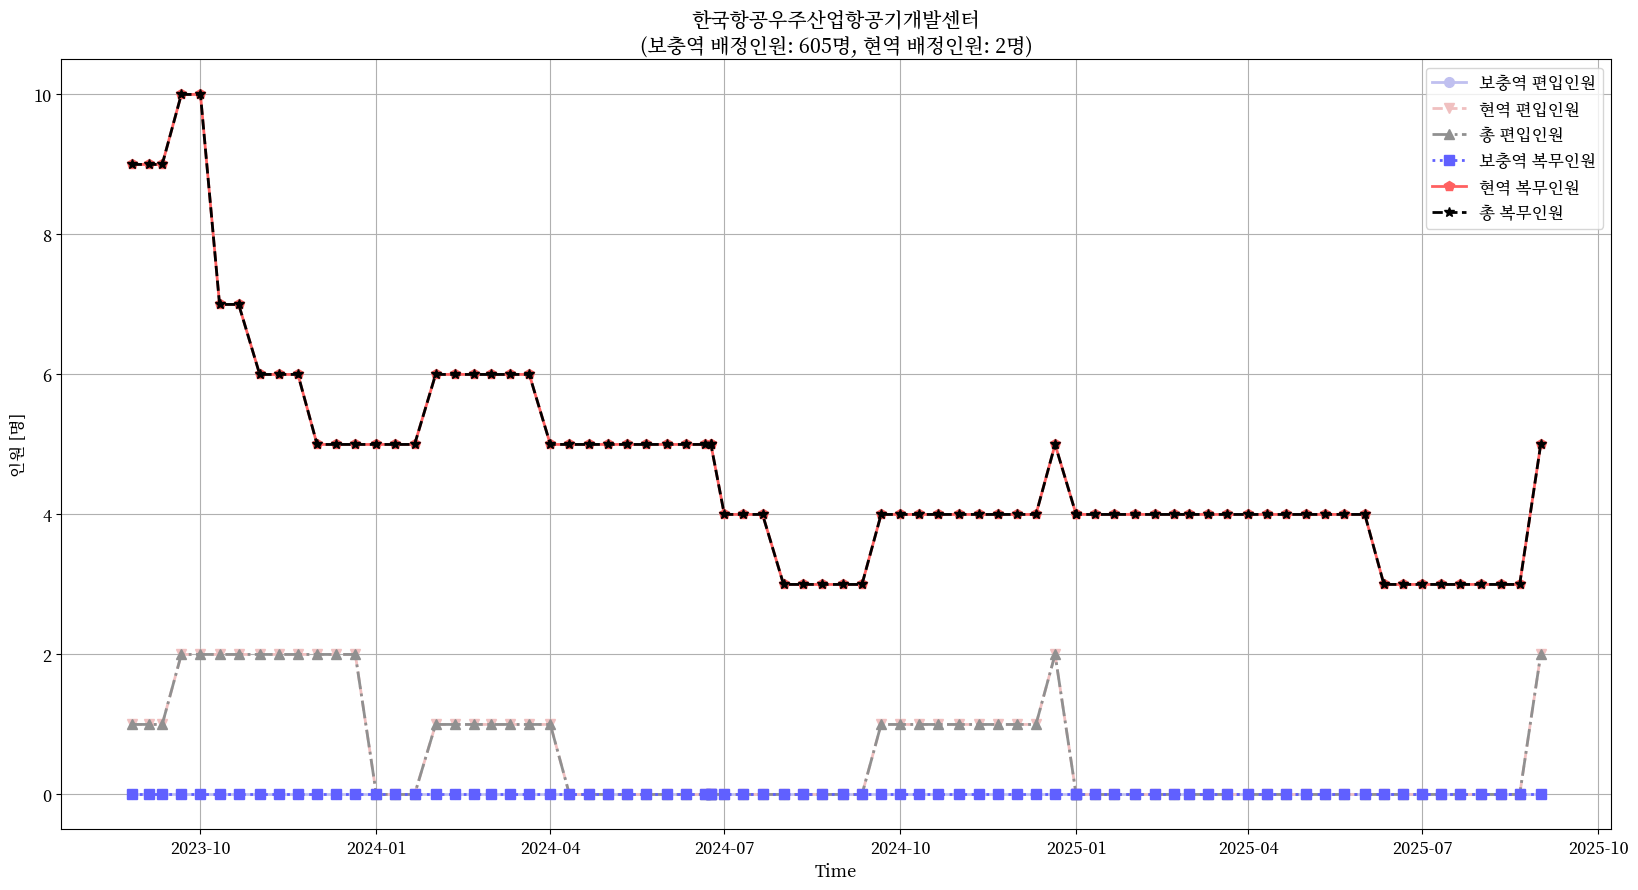 한국항공우주산업항공기개발센터
(보충역 배정인원: 605명, 현역 배정인원: 2명)
보충역 편입인원
현역 편입인원
총 편입인원
보충역 복무인원
현역 복무인원
총 복무인원
인원 [명]
10
8
6
4
2
0
2023-10
2024-01
2024-04
2024-07
2024-10
2025-01
2025-04
2025-07
2025-10
Time